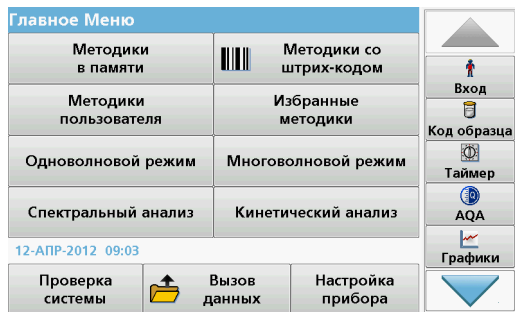 Главное Меню
Методики
в памяти
Методики со
штрих-кодом
Методики
пользователя
Избранные
методики
Одноволновой режим
Многоволновой режим
Спектральный анализ
Кинетический анализ
12-АПР-2012 09:03
Проверка
системы
Вызов
данных
Настройка
прибора
Вход
Код образца
Таймер
AQA
Графики